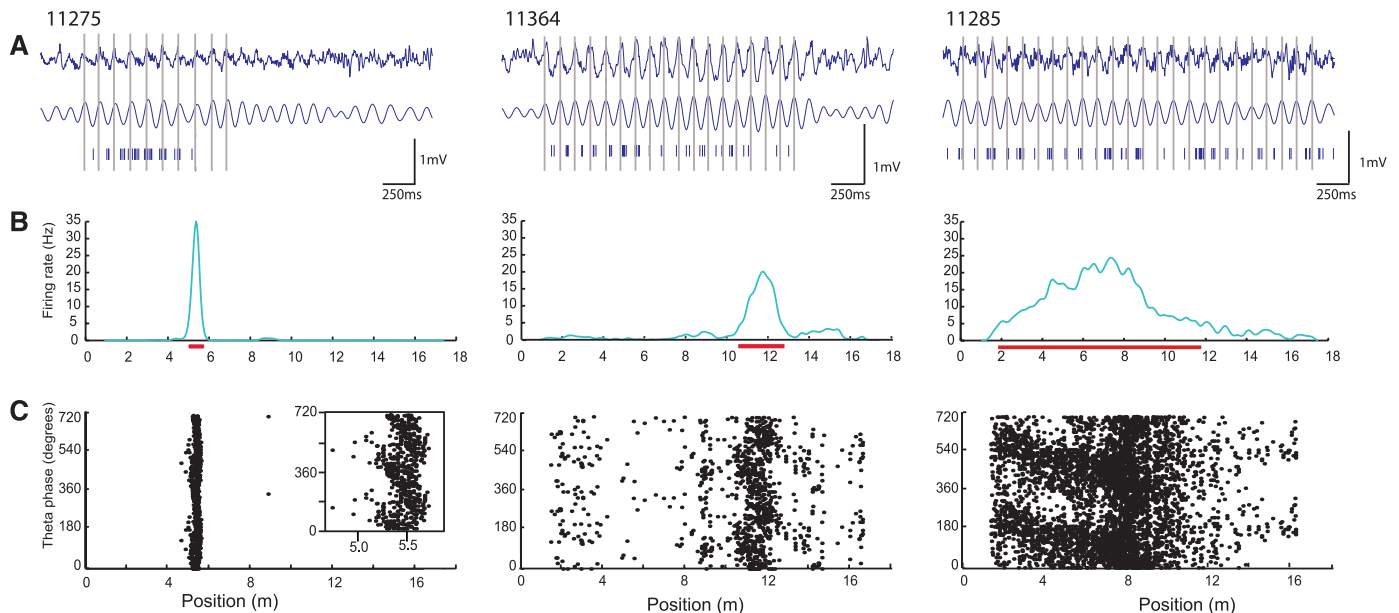 11275
11364
11285
A
1mV
250ms
1mV
250ms
1mV
250ms
B
Firing rate (Hz)
35
30
25
20
15
10
5
0
0 2 4 6 8 10 12 14 16 18
35
30
25
20
15
10
5
0
0 2 4 6 8 10 12 14 16 18
35
30
25
20
15
10
5
0
0 2 4 6 8 10 12 14 16 18
C
Theta phase (degrees)
720
540
360
180
0
0 4 8 12 16
720
360
0
5.0 5.5
720
540
360
180
0
0 4 8 12 16
720
540
360
180
0
0 4 8 12 16
Position (m)
Position (m)
Position (m)